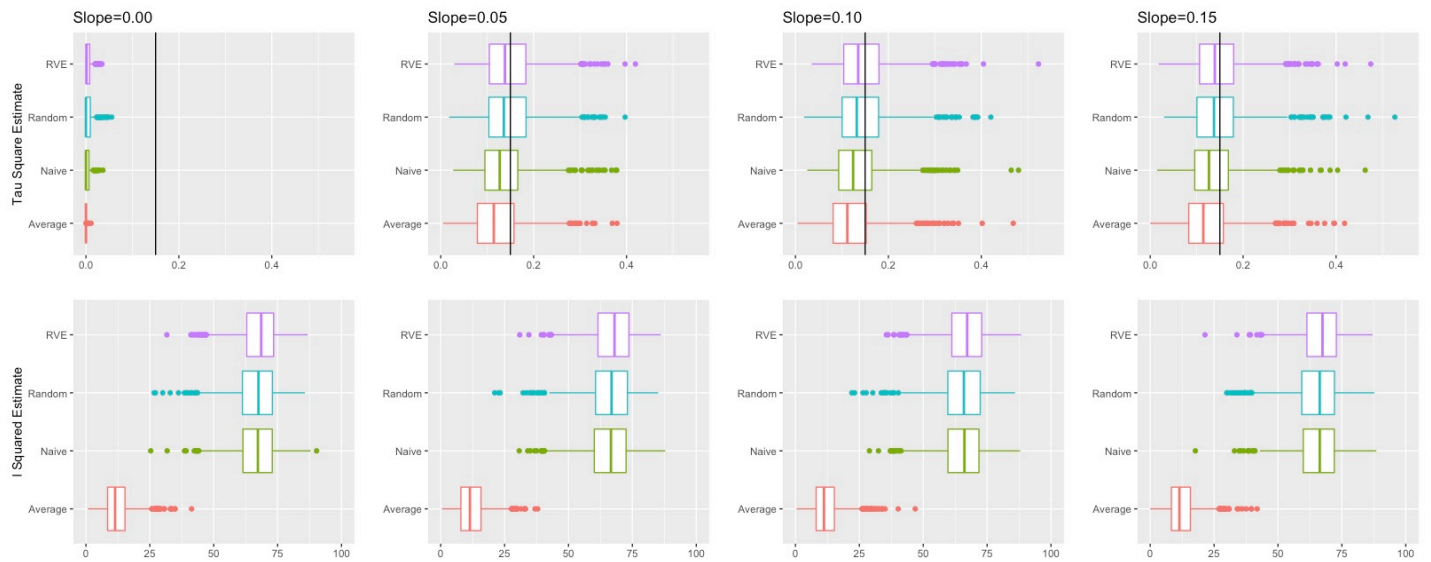 Slope=0.00
Slope=0.05
Slope=0.10
Slope=0.15
Tau Square Estimate
RVE
Random
Naive
Average
0.0 0.2 0.4
RVE
Random
Naive
Average
0.0 0.2 0.4
RVE
Random
Naive
Average
0.0 0.2 0.4
RVE
Random
Naive
Average
0.0 0.2 0.4
I Squared Estimate
RVE
Random
Naive
Average
0 25 50 75 100
RVE
Random
Naive
Average
0 25 50 75 100
RVE
Random
Naive
Average
0 25 50 75 100
RVE
Random
Naive
Average
0 25 50 75 100